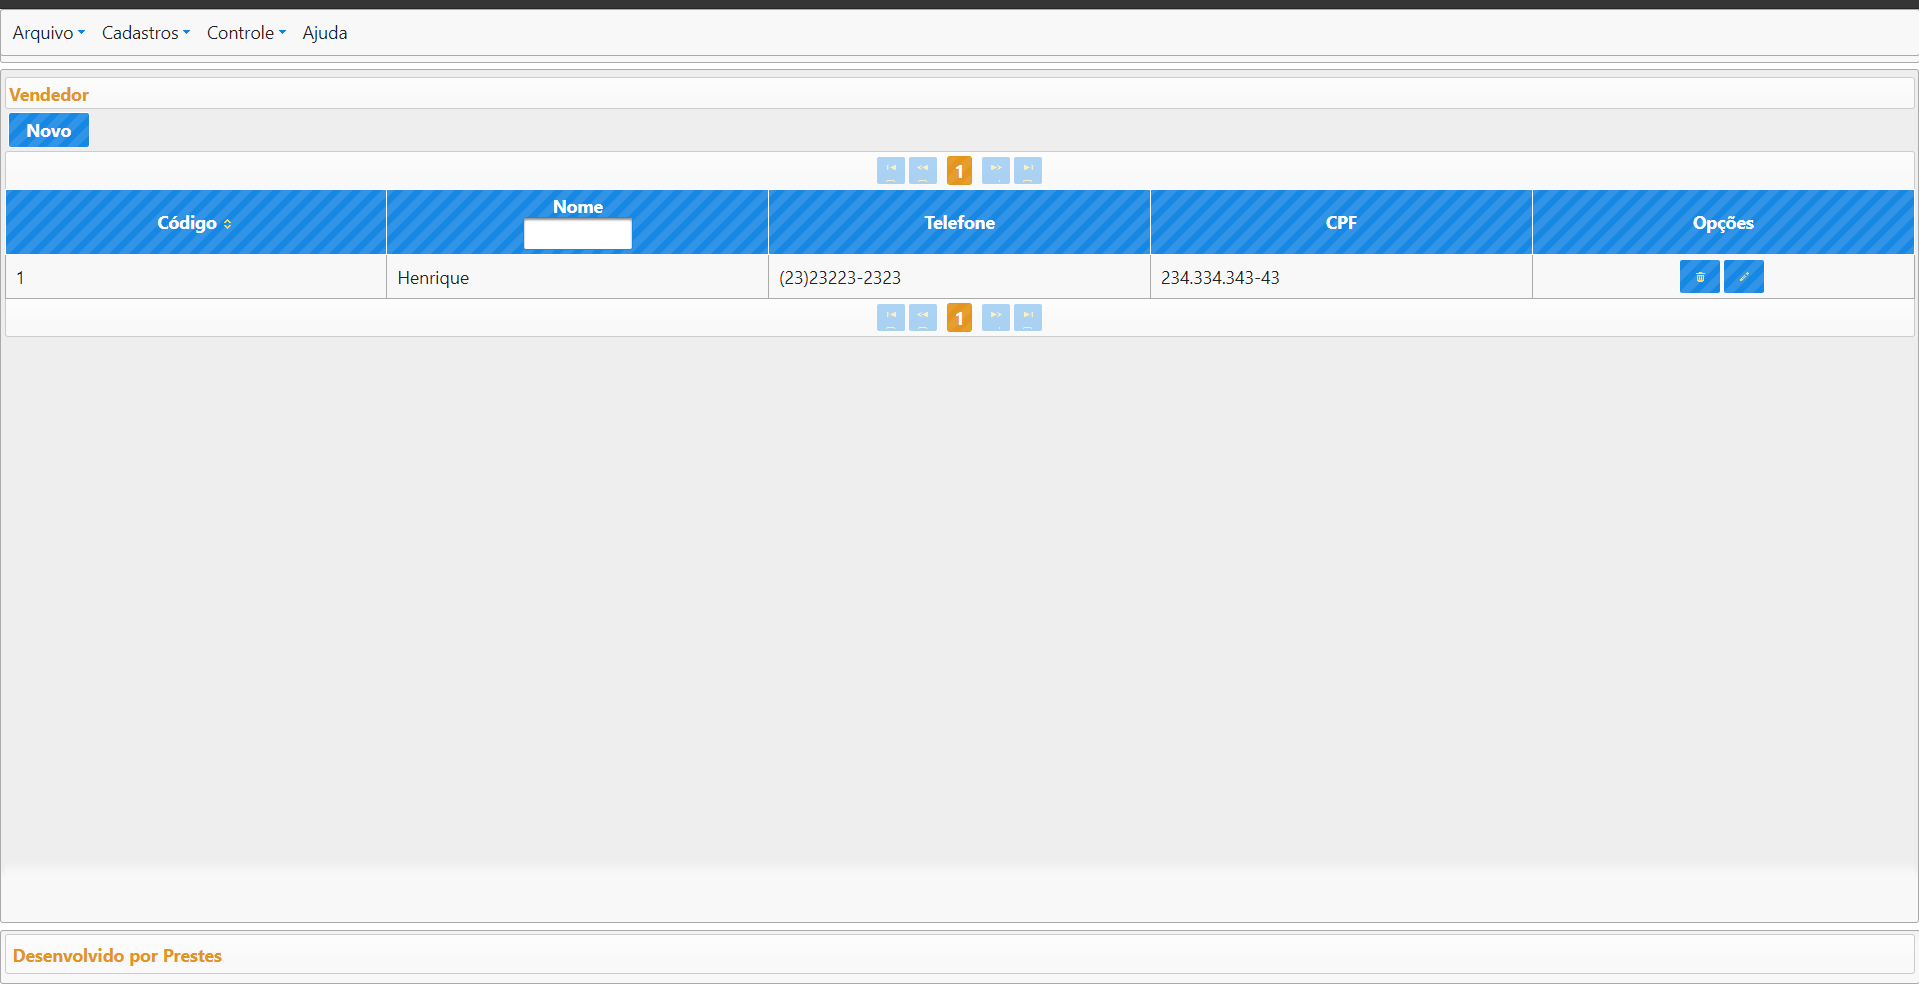 Arquivo Cadastros Controle Ajuda
Vendedor
Novo
1
Código Nome Telefone CPF Opções
1 Henrique (23)23223-2323 234.334.343-43
1
Desenvolvido por Prestes